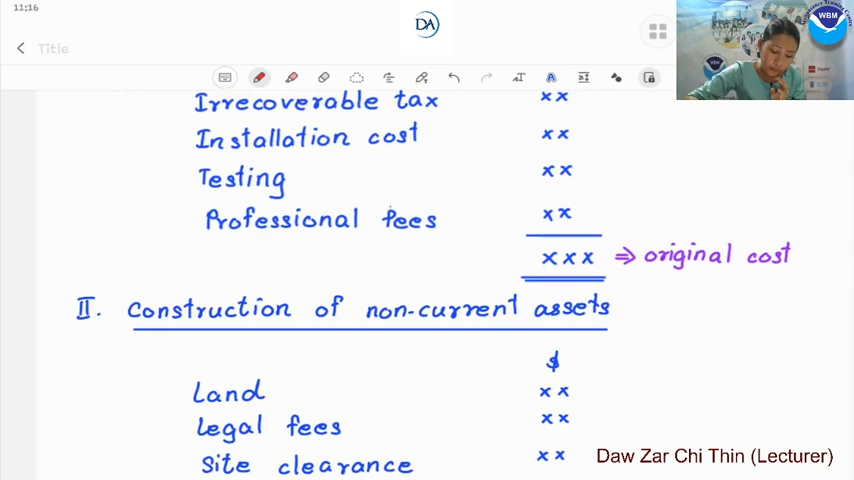 11:16
DA
Title
WBM
Irrecoverable tax xx
Installation cost xx
Testing xx
Professional fees xx
xxx ⇒ original cost
II. Construction of non-current assets
$
Land xx
Legal fees xx
Site clearance xx
Daw Zar Chi Thin (Lecturer)